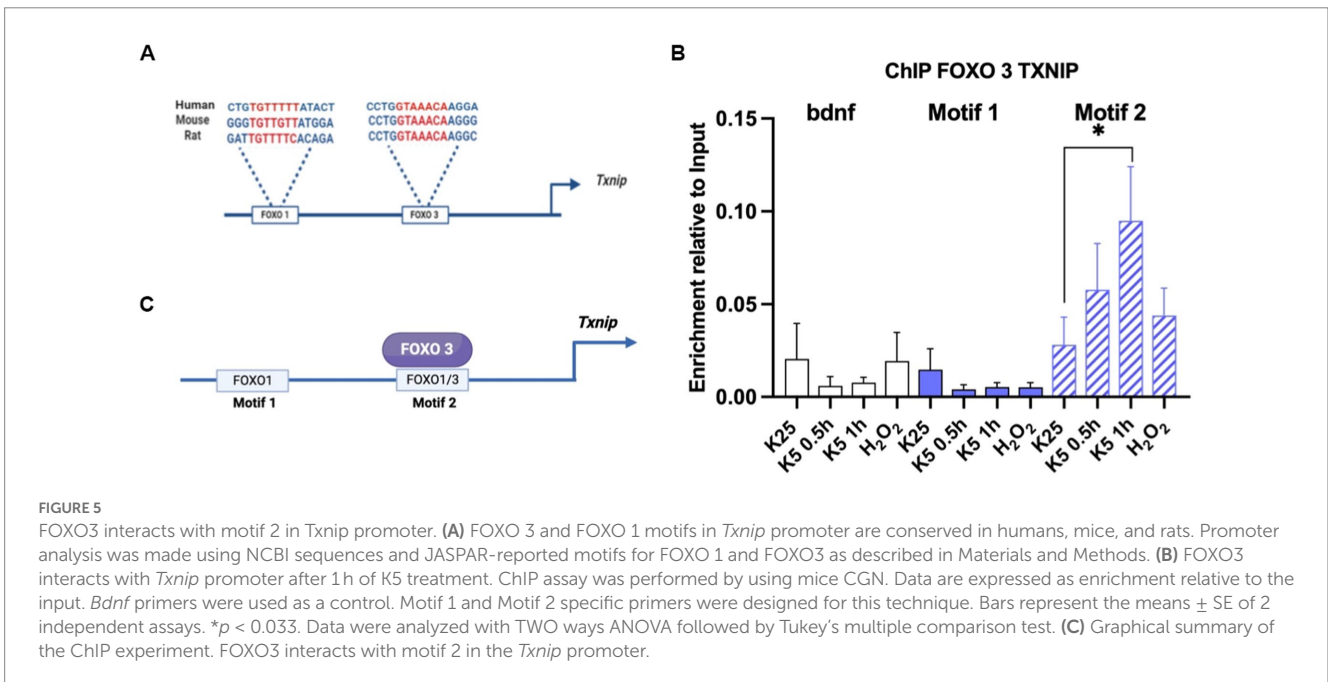 A
Human CTGTGTTTTTATACT CCTGGTAAACAAGGA
Mouse GGGTGTTGTTATGGA CCTGGTAAACAAGGG
Rat GATTGTTTTCACAGA CCTGGTAAACAAGGC
Txnip
FOXO 1 FOXO 3
C
Txnip
FOXO 3
FOXO1 FOXO1/3
Motif 1 Motif 2
B
ChIP FOXO 3 TXNIP
bdnf Motif 1 Motif 2
*
Enrichment relative to Input
0.15
0.10
0.05
0.00
K25 K5 0.5h K5 1h H₂O₂ K25 K5 0.5h K5 1h H₂O₂ K25 K5 0.5h K5 1h H₂O₂
FIGURE 5
FOXO3 interacts with motif 2 in Txnip promoter. (A) FOXO 3 and FOXO 1 motifs in Txnip promoter are conserved in humans, mice, and rats. Promoter
analysis was made using NCBI sequences and JASPAR-reported motifs for FOXO 1 and FOXO3 as described in Materials and Methods. (B) FOXO3
interacts with Txnip promoter after 1 h of K5 treatment. ChIP assay was performed by using mice CGN. Data are expressed as enrichment relative to the
input. Bdnf primers were used as a control. Motif 1 and Motif 2 specific primers were designed for this technique. Bars represent the means ± SE of 2
independent assays. *p < 0.033. Data were analyzed with TWO ways ANOVA followed by Tukey's multiple comparison test. (C) Graphical summary of
the ChIP experiment. FOXO3 interacts with motif 2 in the Txnip promoter.